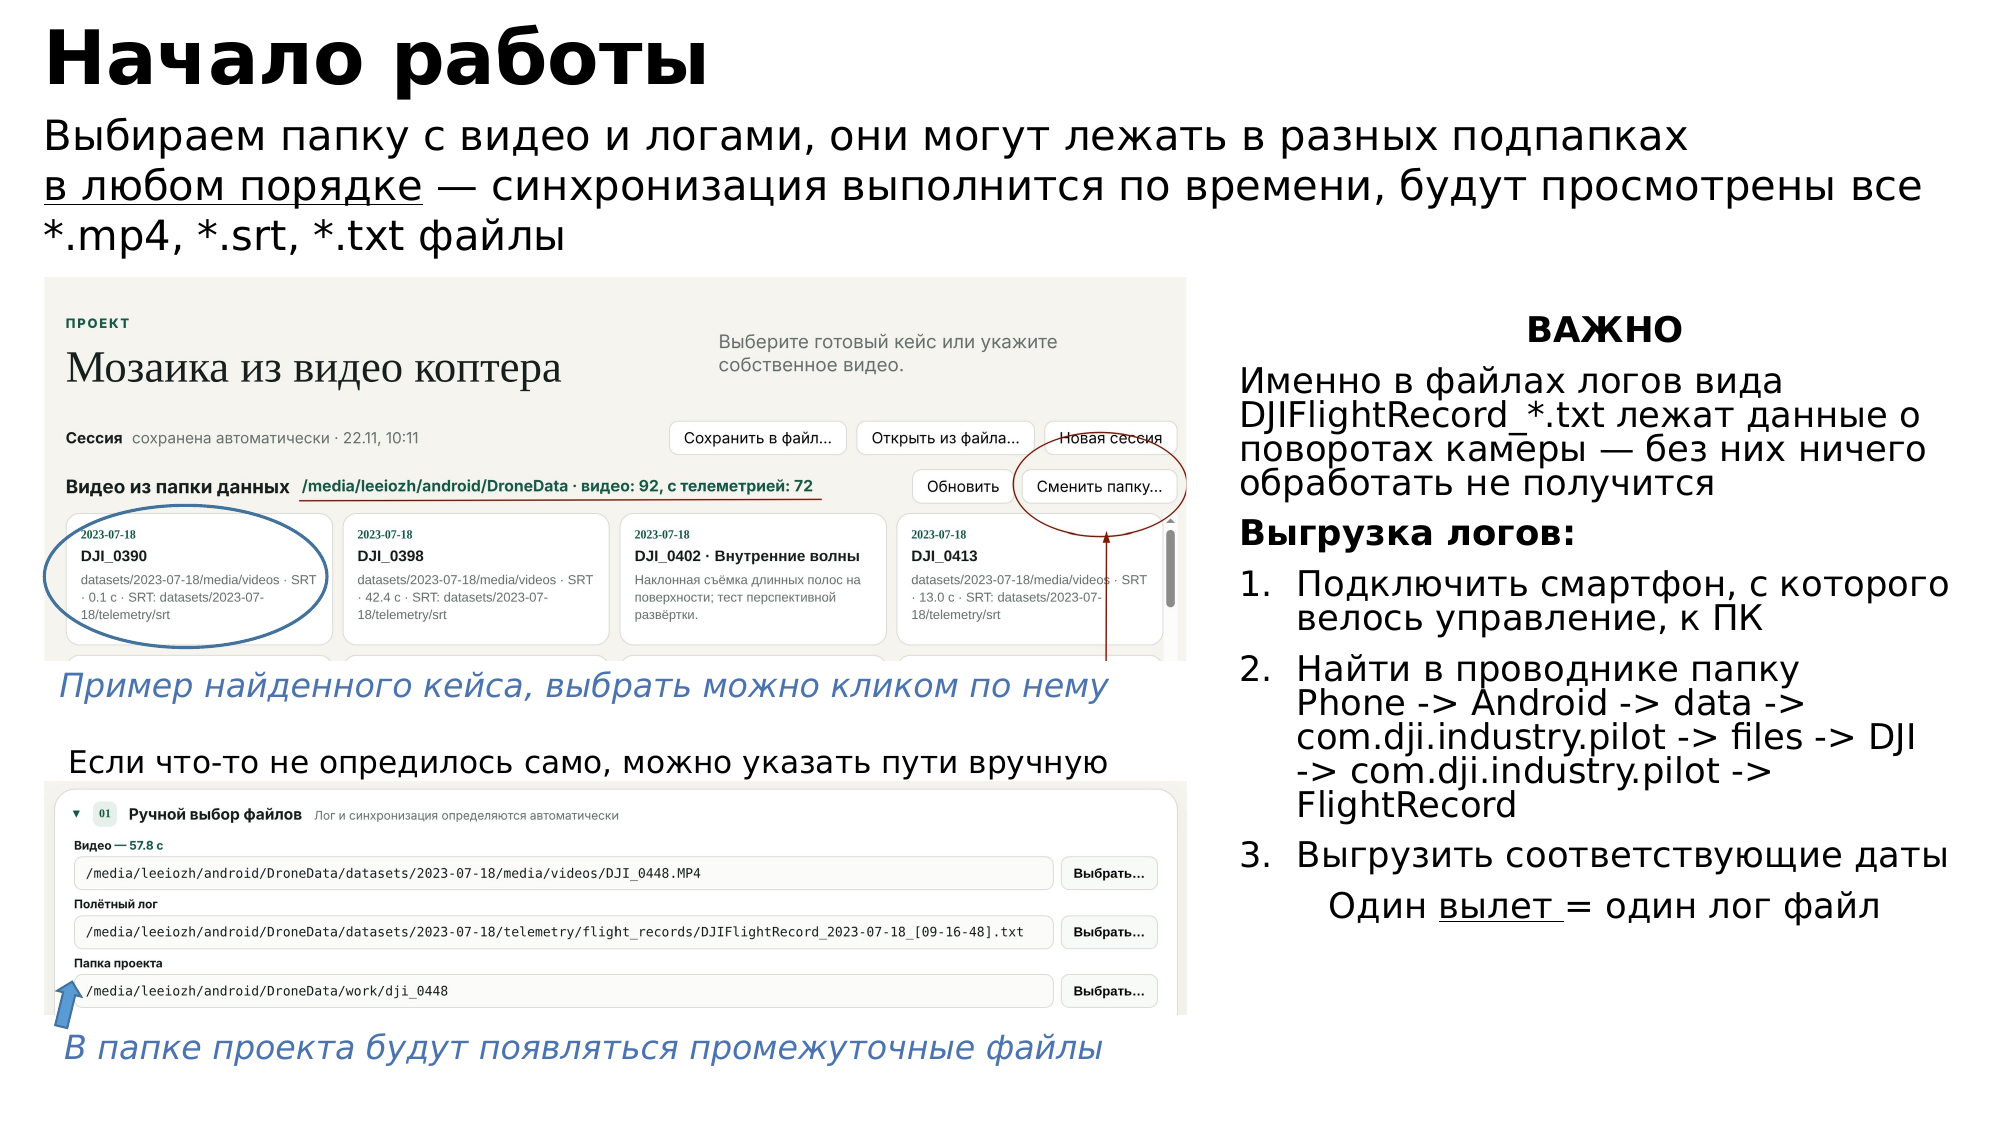 Начало работы
Выбираем папку с видео и логами, они могут лежать в разных подпапках
в любом порядке — синхронизация выполнится по времени, будут просмотрены все
*.mp4, *.srt, *.txt файлы
ПРОЕКТ
Мозаика из видео коптера
Выберите готовый кейс или укажите
собственное видео.
Сессия сохранена автоматически · 22.11, 10:11
Сохранить в файл...
Открыть из файла...
Новая сессия
Видео из папки данных /media/leeiozh/android/DroneData · видео: 92, с телеметрией: 72
Обновить
Сменить папку...
2023-07-18
DJI_0390
datasets/2023-07-18/media/videos · SRT
· 0.1 с · SRT: datasets/2023-07-
18/telemetry/srt
2023-07-18
DJI_0398
datasets/2023-07-18/media/videos · SRT
· 42.4 с · SRT: datasets/2023-07-
18/telemetry/srt
2023-07-18
DJI_0402 · Внутренние волны
Наклонная съёмка длинных полос на
поверхности; тест перспективной
развёртки.
2023-07-18
DJI_0413
datasets/2023-07-18/media/videos · SRT
· 13.0 с · SRT: datasets/2023-07-
18/telemetry/srt
Пример найденного кейса, выбрать можно кликом по нему
Если что-то не опредилось само, можно указать пути вручную
▼ 01 Ручной выбор файлов Лог и синхронизация определяются автоматически
Видео — 57.8 с
/media/leeiozh/android/DroneData/datasets/2023-07-18/media/videos/DJI_0448.MP4
Выбрать...
Полётный лог
/media/leeiozh/android/DroneData/datasets/2023-07-18/telemetry/flight_records/DJIFlightRecord_2023-07-18_[09-16-48].txt
Выбрать...
Папка проекта
/media/leeiozh/android/DroneData/work/dji_0448
Выбрать...
В папке проекта будут появляться промежуточные файлы
ВАЖНО
Именно в файлах логов вида
DJIFlightRecord_*.txt лежат данные о
поворотах камеры — без них ничего
обработать не получится
Выгрузка логов:
1. Подключить смартфон, с которого
велось управление, к ПК
2. Найти в проводнике папку
Phone -> Android -> data ->
com.dji.industry.pilot -> files -> DJI
-> com.dji.industry.pilot ->
FlightRecord
3. Выгрузить соответствующие даты
Один вылет = один лог файл